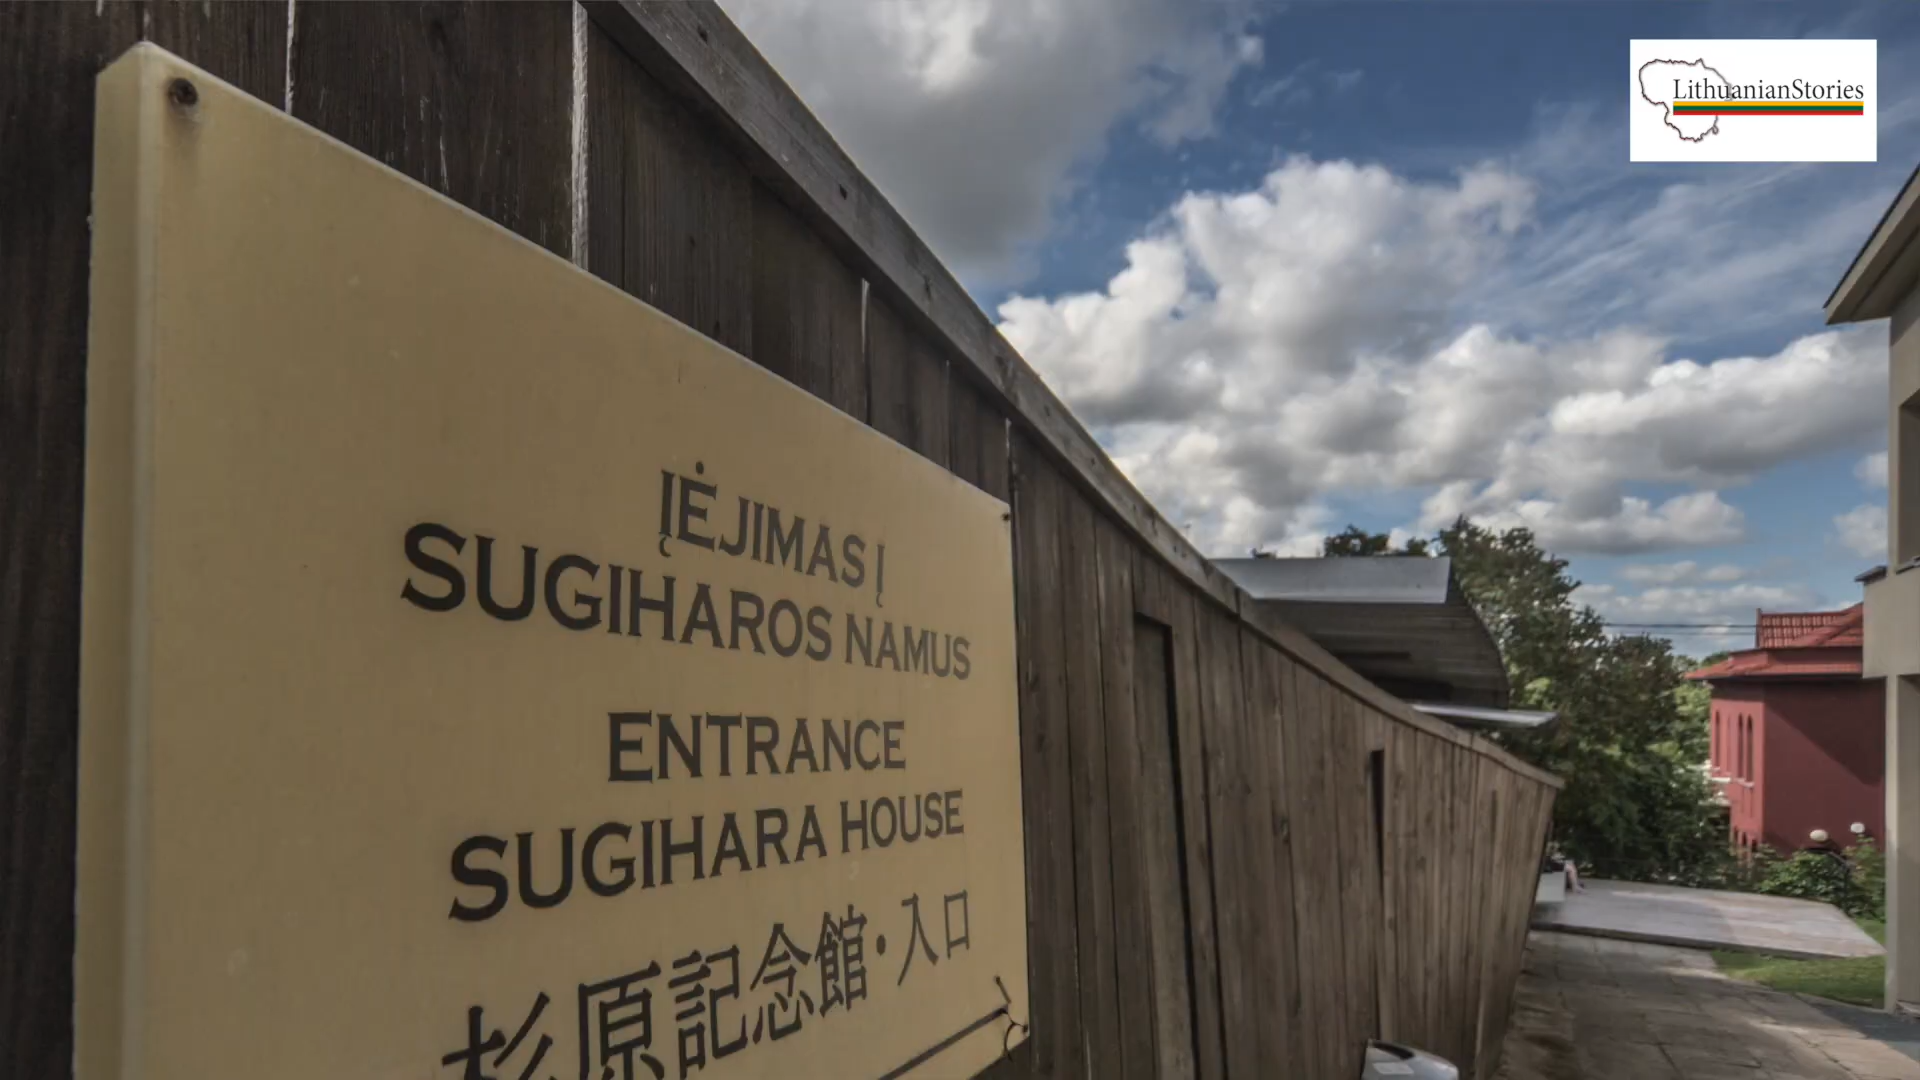 LithuanianStories
ĮĖJIMAS Į
SUGIHAROS NAMUS
ENTRANCE
SUGIHARA HOUSE
杉原記念館・入口